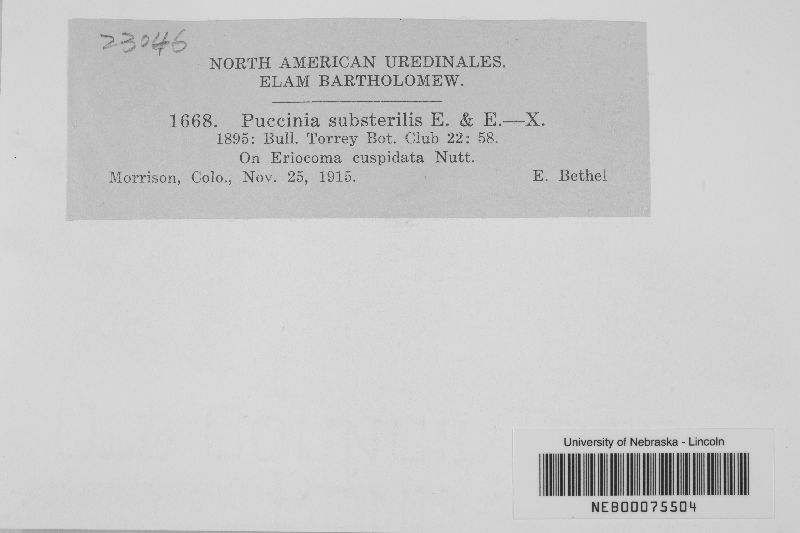 23046
NORTH AMERICAN UREDINALES.
ELAM BARTHOLOMEW.
1668. Puccinia substerilis E. & E.—X.
1895: Bull. Torrey Bot. Club 22: 58.
On Eriocoma cuspidata Nutt.
Morrison, Colo., Nov. 25, 1915. E. Bethel
University of Nebraska - Lincoln
NEB00075504